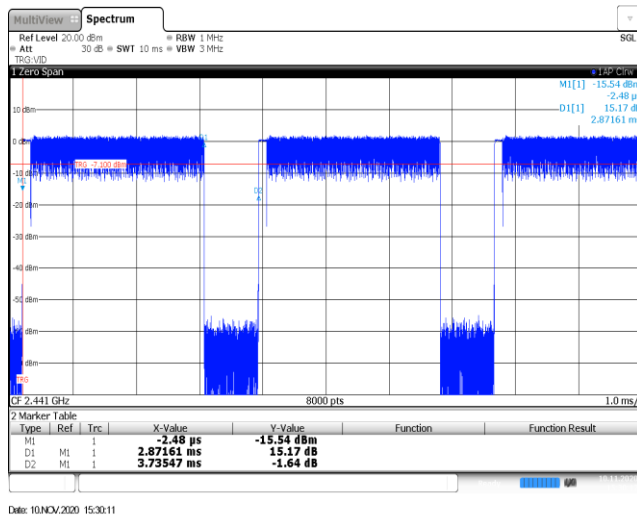 MultiView Spectrum
Ref Level 20.00 dBm RBW 1 MHz SGL
Att 30 dB SWT 10 ms VBW 3 MHz
TRG:VID
1 Zero Span 1AP Clrw
M1[1] -15.54 dBm
-2.48 µs
D1[1] 15.17 dB
2.87161 ms
10 dBm
0 dBm
D1
TRG -7.100 dBm
M1
-10 dBm
D2
-20 dBm
-30 dBm
-40 dBm
-50 dBm
dBm
dBm
TRG
CF 2.441 GHz 8000 pts 1.0 ms/
2 Marker Table
Type Ref Trc X-Value Y-Value Function Function Result
M1 1 -2.48 µs -15.54 dBm
D1 M1 1 2.87161 ms 15.17 dB
D2 M1 1 3.73547 ms -1.64 dB
Date: 10.NOV.2020 15:30:11